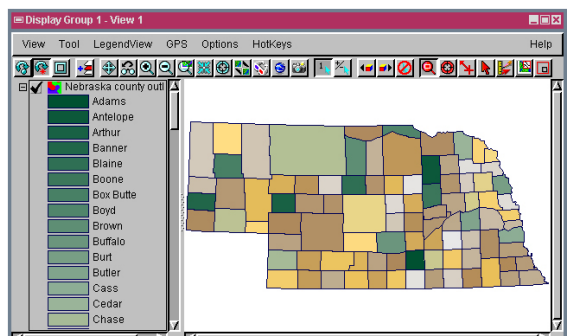 Display Group 1 - View 1
View Tool LegendView GPS Options HotKeys Help
Nebraska county outl
Adams
Antelope
Arthur
Banner
Blaine
Boone
Box Butte
Boyd
Brown
Buffalo
Burt
Butler
Cass
Cedar
Chase